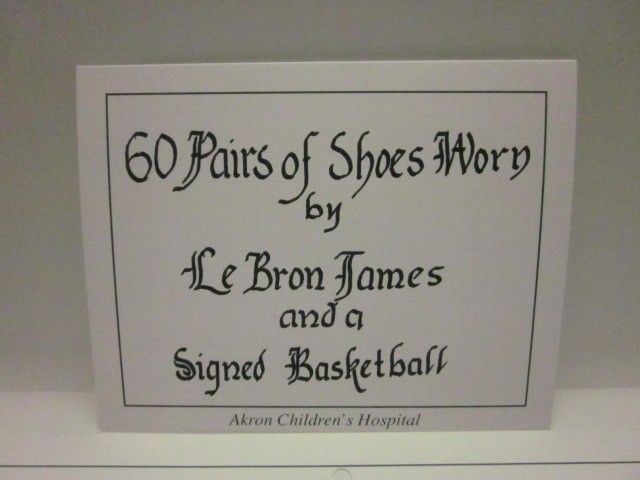 60 Pairs of Shoes Worn
by
Le Bron James
and a
Signed Basketball
Akron Children's Hospital